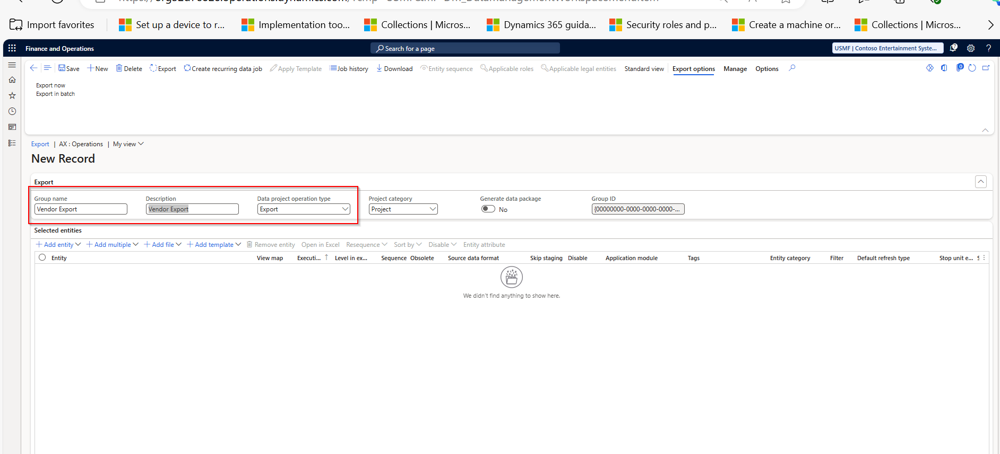 Import favorites
Set up a device to r...
Implementation too...
Collections | Micros...
Dynamics 365 guida...
Security roles and p...
Create a machine or...
Collections | Micros...
Finance and Operations
Search for a page
USMF | Contoso Entertainment Syste...
7
?
Save
New
Delete
Export
Create recurring data job
Apply Template
Job history
Download
Entity sequence
Applicable roles
Applicable legal entities
Standard view
Export options
Manage
Options
0
Export now
Export in batch
Export | AX : Operations | My view
New Record
Export
Group name
Description
Data project operation type
Project category
Generate data package
Group ID
Vendor Export
Vendor Export
Export
Project
No
{00000000-0000-0000-0000-...
Selected entities
Add entity
Add multiple
Add file
Add template
Remove entity
Open in Excel
Resequence
Sort by
Disable
Entity attribute
Entity
View map
Executi...
Level in ex...
Sequence
Obsolete
Source data format
Skip staging
Disable
Application module
Tags
Entity category
Filter
Default refresh type
Stop unit e...
We didn't find anything to show here.